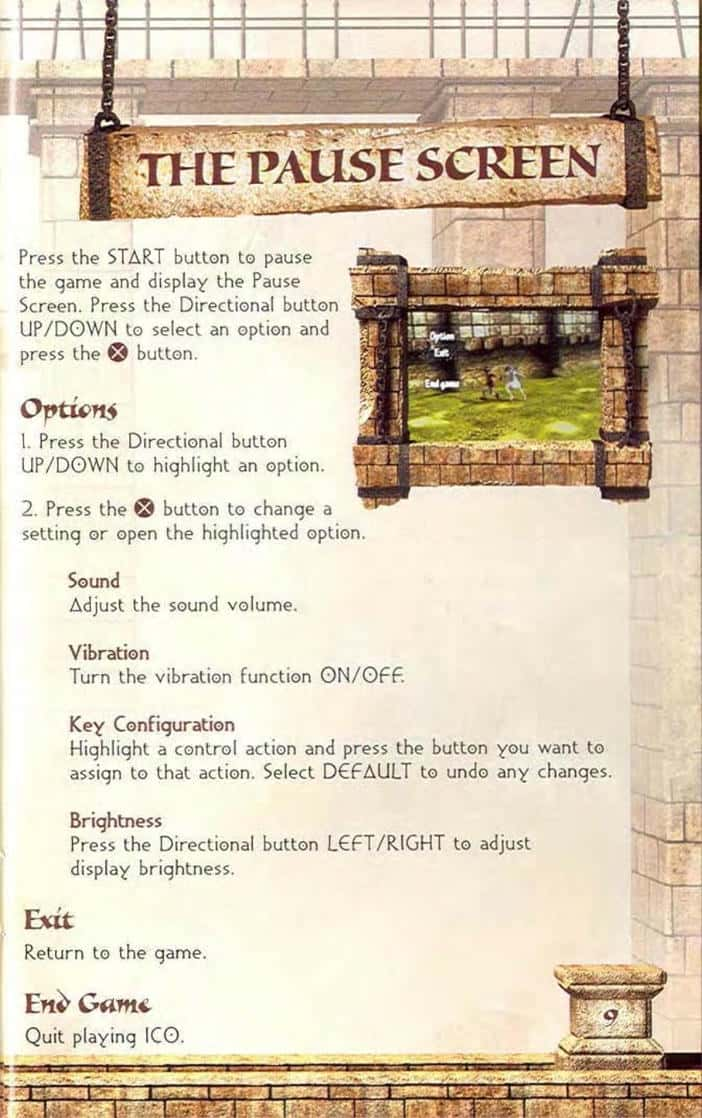 THE PAUSE SCREEN
Press the START button to pause
the game and display the Pause
Screen. Press the Directional button
UP/DOWN to select an option and
press the ⊗ button.
Option
Exit
End game
Options
1. Press the Directional button
UP/DOWN to highlight an option.
2. Press the ⊗ button to change a
setting or open the highlighted option.
Sound
Adjust the sound volume.
Vibration
Turn the vibration function ON/OFF.
Key Configuration
Highlight a control action and press the button you want to
assign to that action. Select DEFAULT to undo any changes.
Brightness
Press the Directional button LEFT/RIGHT to adjust
display brightness.
Exit
Return to the game.
End Game
Quit playing ICO.
9